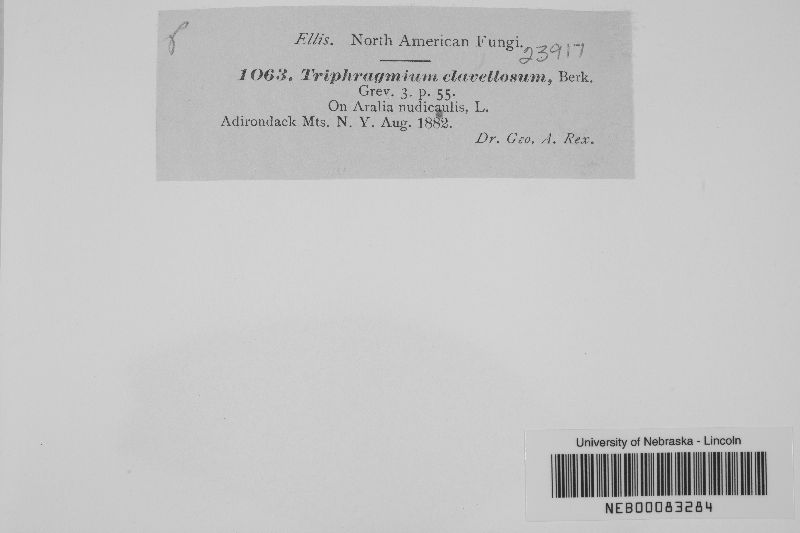 Ellis. North American Fungi.
23917
1063. Triphragmium clavellosum, Berk.
Grev. 3. p. 55.
On Aralia nudicaulis, L.
Adirondack Mts. N. Y. Aug. 1882.
Dr. Geo. A. Rex.
University of Nebraska - Lincoln
NEB00083284